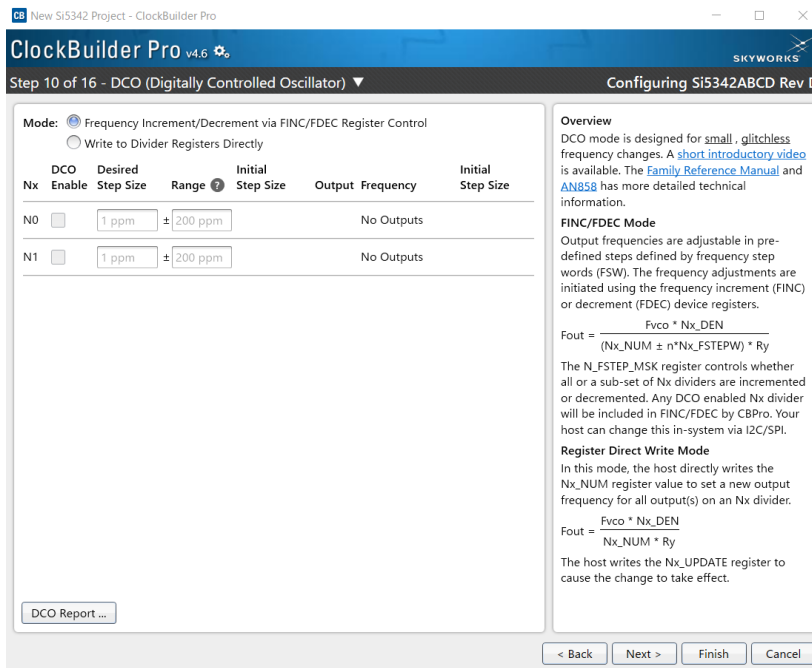 CB New Si5342 Project - ClockBuilder Pro
ClockBuilder Pro v4.6
SKYWORKS
Step 10 of 16 - DCO (Digitally Controlled Oscillator) ▼
Configuring Si5342ABCD Rev D
Mode: Frequency Increment/Decrement via FINC/FDEC Register Control
Write to Divider Registers Directly
DCO Desired Initial Initial
Nx Enable Step Size Range ? Step Size Output Frequency Step Size
N0 1 ppm ± 200 ppm No Outputs
N1 1 ppm ± 200 ppm No Outputs
DCO Report ...
Overview
DCO mode is designed for small , glitchless
frequency changes. A short introductory video
is available. The Family Reference Manual and
AN858 has more detailed technical
information.
FINC/FDEC Mode
Output frequencies are adjustable in pre-
defined steps defined by frequency step
words (FSW). The frequency adjustments are
initiated using the frequency increment (FINC)
or decrement (FDEC) device registers.
Fvco * Nx_DEN
Fout =
(Nx_NUM ± n*Nx_FSTEPW) * Ry
The N_FSTEP_MSK register controls whether
all or a sub-set of Nx dividers are incremented
or decremented. Any DCO enabled Nx divider
will be included in FINC/FDEC by CBPro. Your
host can change this in-system via I2C/SPI.
Register Direct Write Mode
In this mode, the host directly writes the
Nx_NUM register value to set a new output
frequency for all output(s) on an Nx divider.
Fvco * Nx_DEN
Fout =
Nx_NUM * Ry
The host writes the Nx_UPDATE register to
cause the change to take effect.
< Back Next > Finish Cancel